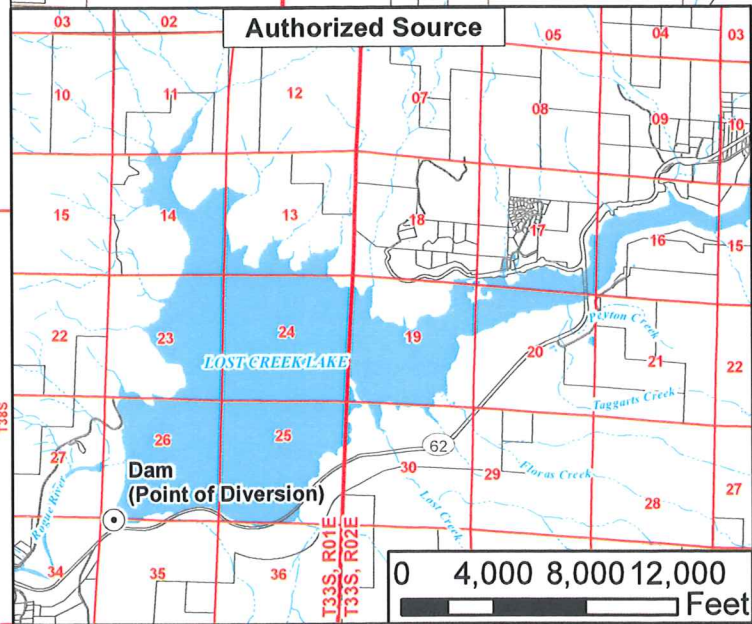 Authorized Source
03 02 05 04 03
10 11 12 07 08 09 10
15 14 13 18 17 16 15
22 23 24 19 20 21 22
LOST CREEK LAKE
Peyton Creek
Taggarts Creek
T38S
27 26 25 30 29 28 27
62
Floras Creek
Lost Creek
Rogue River
Dam
(Point of Diversion)
34 35 36
T33S, R01E
T33S, R02E
0 4,000 8,000 12,000
Feet